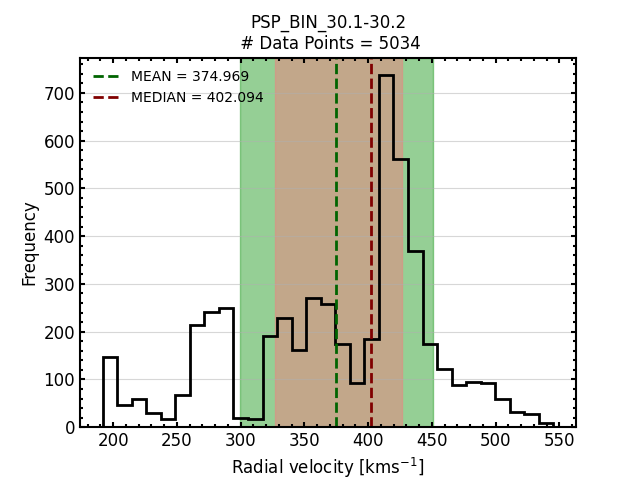 PSP_BIN_30.1-30.2
# Data Points = 5034
MEAN = 374.969
MEDIAN = 402.094
Frequency
700
600
500
400
300
200
100
0
200 250 300 350 400 450 500 550
Radial velocity [kms⁻¹]